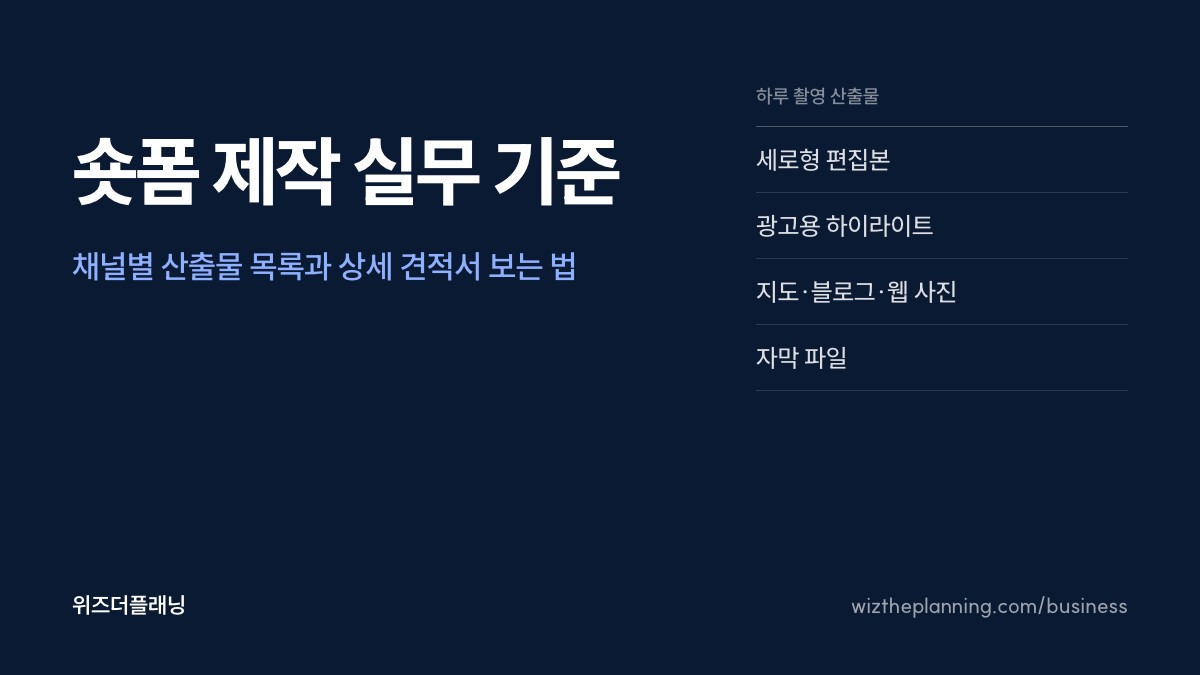 숏폼 제작 실무 기준
채널별 산출물 목록과 상세 견적서 보는 법
하루 촬영 산출물
세로형 편집본
광고용 하이라이트
지도·블로그·웹 사진
자막 파일
위즈더플래닝
wiztheplanning.com/business